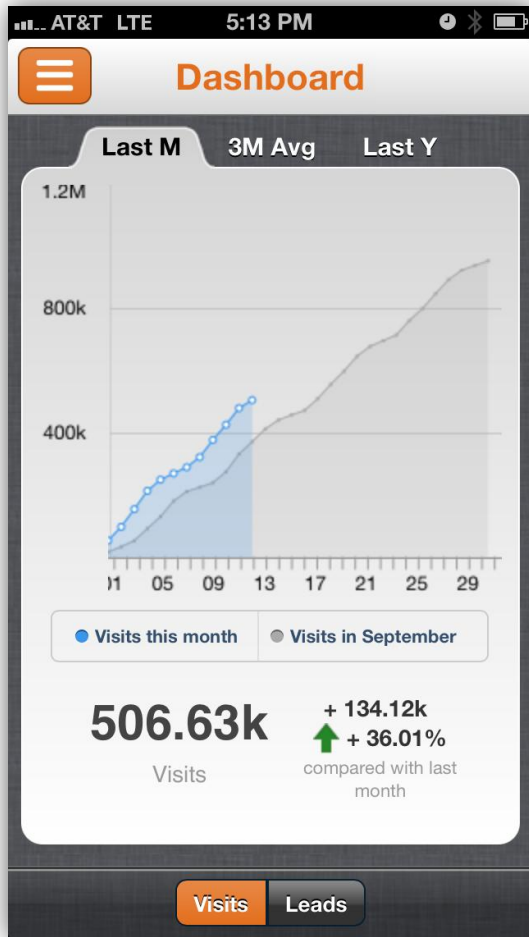 AT&T LTE 5:13 PM
Dashboard
Last M 3M Avg Last Y
1.2M
800k
400k
01 05 09 13 17 21 25 29
Visits this month Visits in September
506.63k
Visits
+ 134.12k
+ 36.01%
compared with last
month
Visits Leads